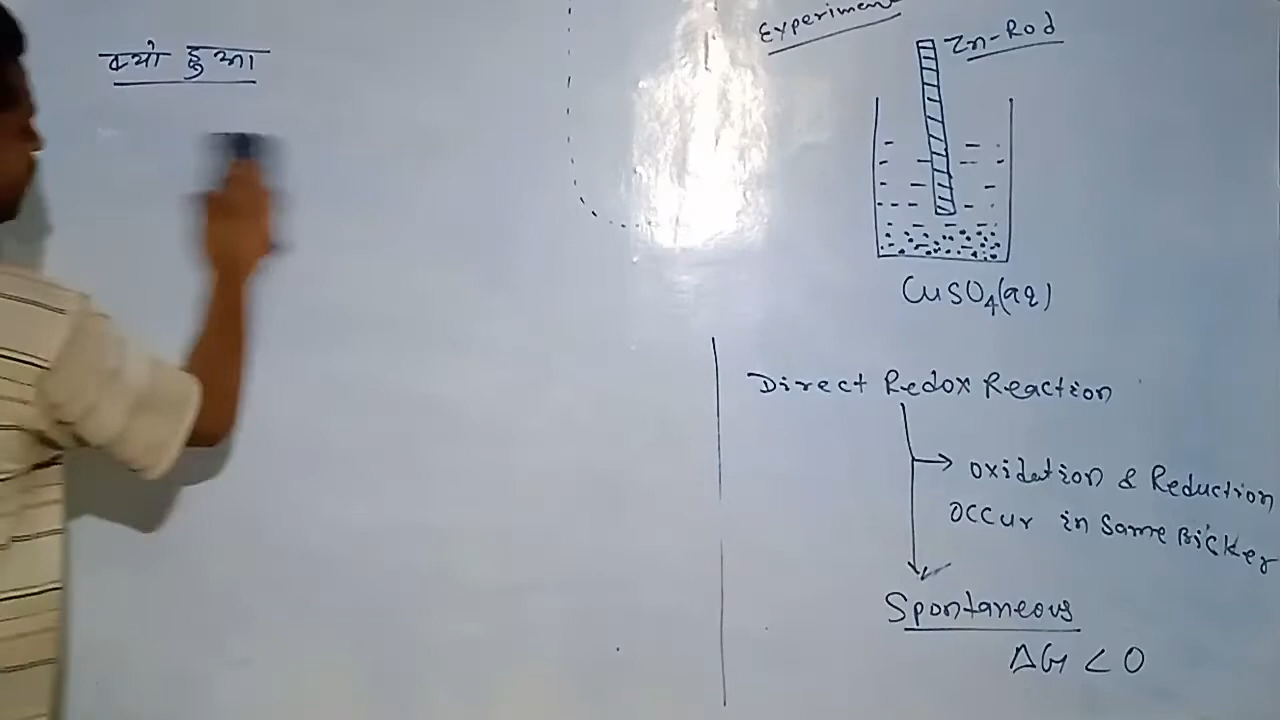 क्यो हुआ
Experiment
Zn-Rod
CuSO4(aq)
Direct Redox Reaction
Oxidation & Reduction
Occur in Same Bicker
Spontaneous
ΔG < 0